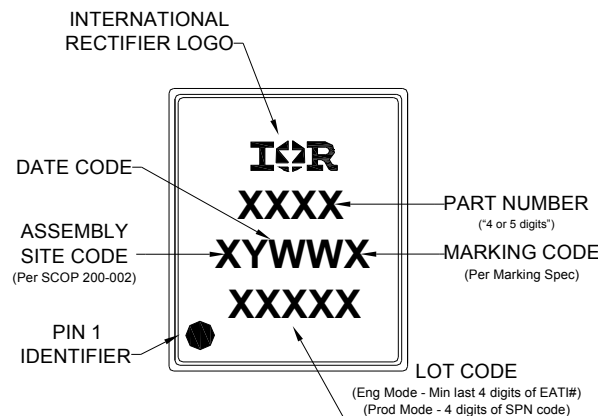 INTERNATIONAL
RECTIFIER LOGO
IOR
DATE CODE
XXXX
PART NUMBER
(“4 or 5 digits”)
ASSEMBLY
SITE CODE
(Per SCOP 200-002)
XYWWX
MARKING CODE
(Per Marking Spec)
XXXXX
PIN 1
IDENTIFIER
LOT CODE
(Eng Mode - Min last 4 digits of EATI#)
(Prod Mode - 4 digits of SPN code)